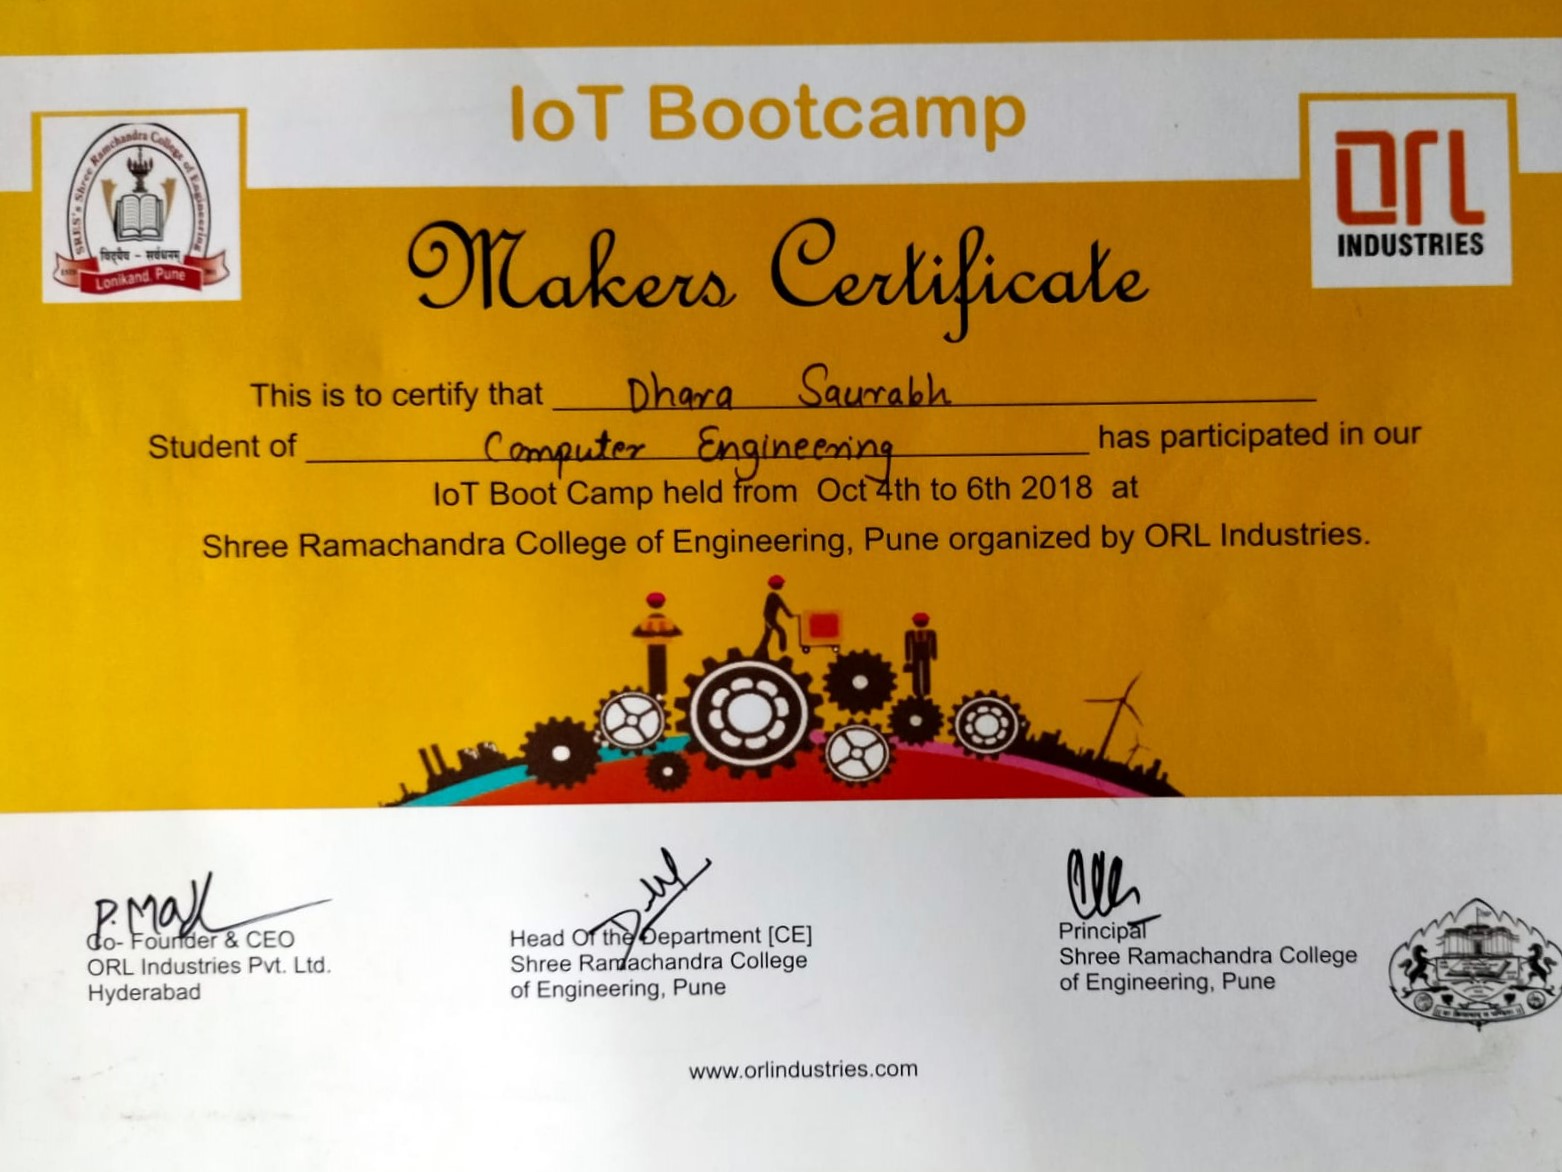 IoT Bootcamp
SRES's Shree Ramchandra College of Engineering
विद्यैव - सर्वधनम्
Lonikand, Pune
ORL
INDUSTRIES
Makers Certificate
This is to certify that Dhara Saurabh
Student of Computer Engineering has participated in our
IoT Boot Camp held from Oct 4th to 6th 2018 at
Shree Ramachandra College of Engineering, Pune organized by ORL Industries.
Co- Founder & CEO
ORL Industries Pvt. Ltd.
Hyderabad
Head Of the Department [CE]
Shree Ramachandra College
of Engineering, Pune
Principal
Shree Ramachandra College
of Engineering, Pune
www.orlindustries.com